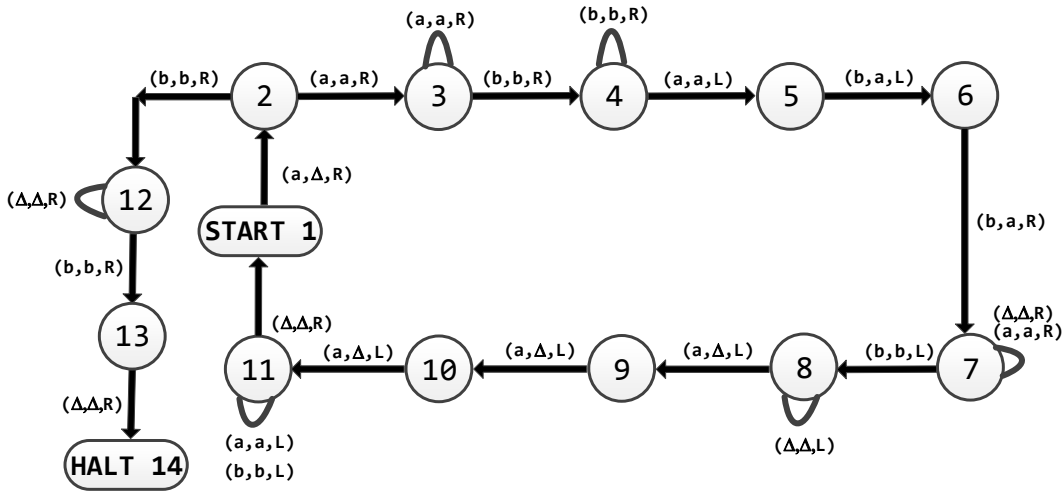 (a,a,R)
(b,b,R)
(b,b,R)
2
(a,a,R)
3
(b,b,R)
4
(a,a,L)
5
(b,a,L)
6
(Δ,Δ,R)
12
(a,Δ,R)
START 1
(b,a,R)
(b,b,R)
13
(Δ,Δ,R)
11
(a,Δ,L)
10
(a,Δ,L)
9
(a,Δ,L)
8
(b,b,L)
7
(Δ,Δ,R)
(a,a,R)
(Δ,Δ,R)
(a,a,L)
(b,b,L)
(Δ,Δ,L)
HALT 14